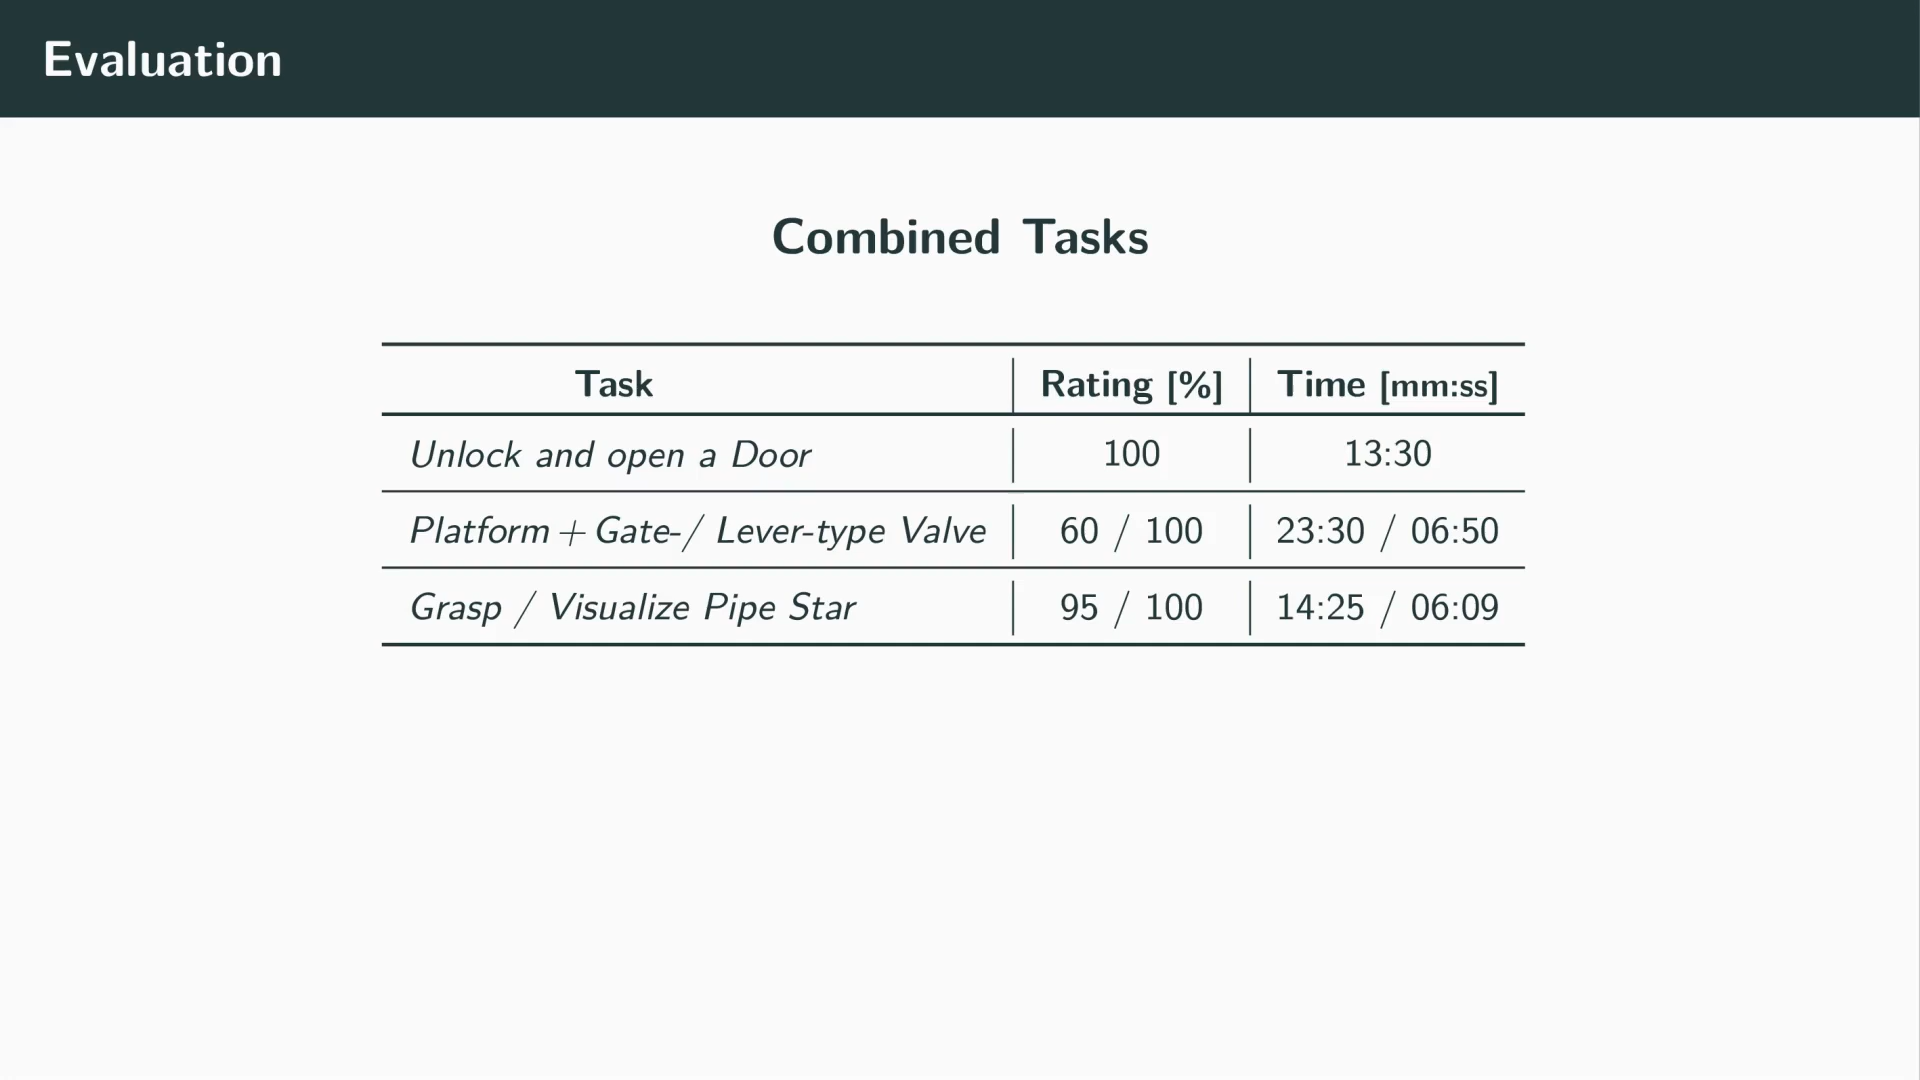 Evaluation
Combined Tasks
Task Rating [%] Time [mm:ss]
Unlock and open a Door 100 13:30
Platform + Gate-/ Lever-type Valve 60 / 100 23:30 / 06:50
Grasp / Visualize Pipe Star 95 / 100 14:25 / 06:09